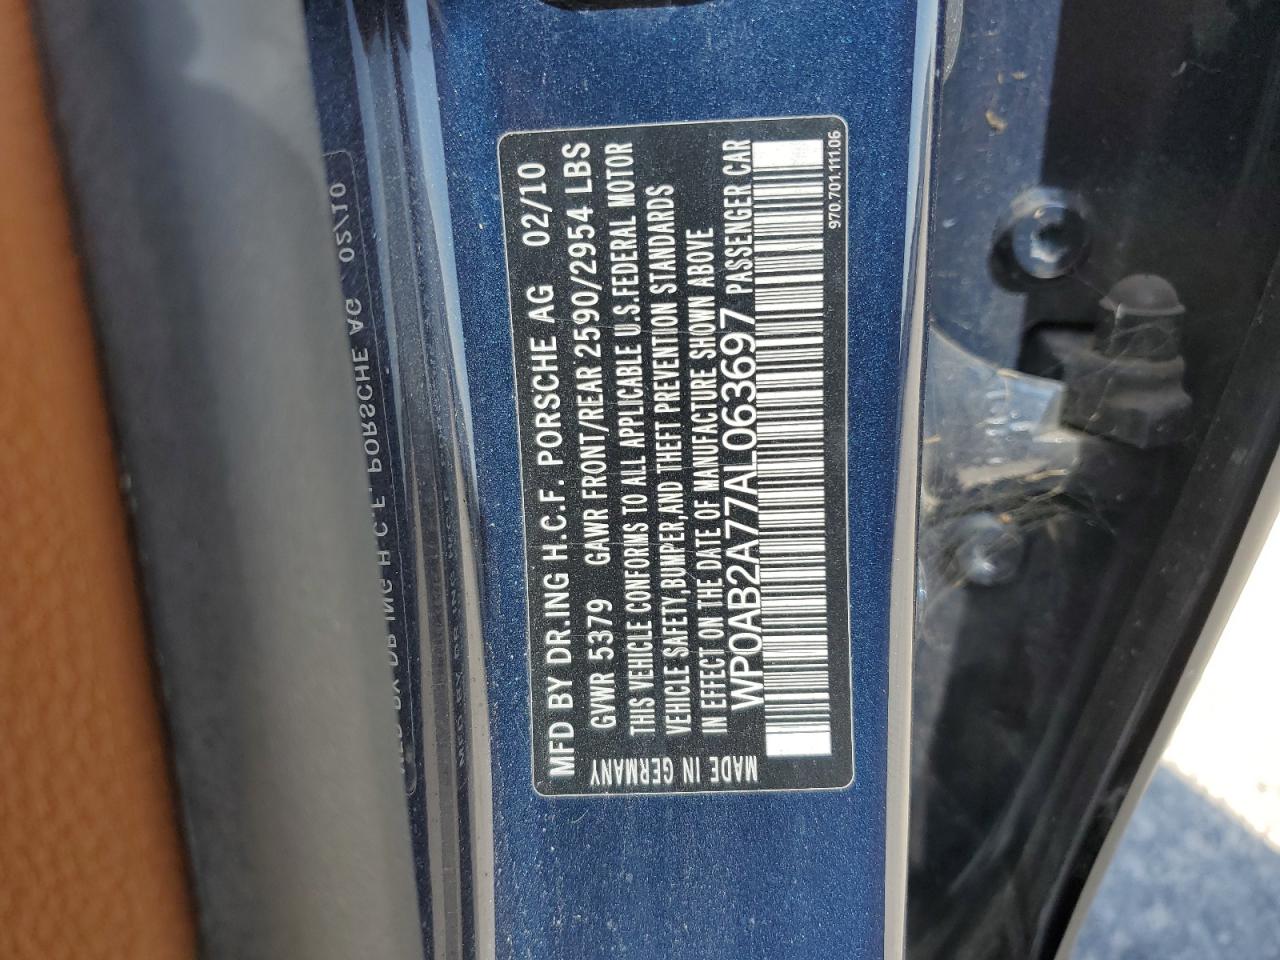 MFD BY DR.ING H.C.F. PORSCHE AG 02/10
GVWR 5379 GAWR FRONT/REAR 2590/2954 LBS
THIS VEHICLE CONFORMS TO ALL APPLICABLE U.S.FEDERAL MOTOR
VEHICLE SAFETY,BUMPER,AND THEFT PREVENTION STANDARDS
IN EFFECT ON THE DATE OF MANUFACTURE SHOWN ABOVE
WP0AB2A77AL063697 PASSENGER CAR
MADE IN GERMANY
970.701.111.06